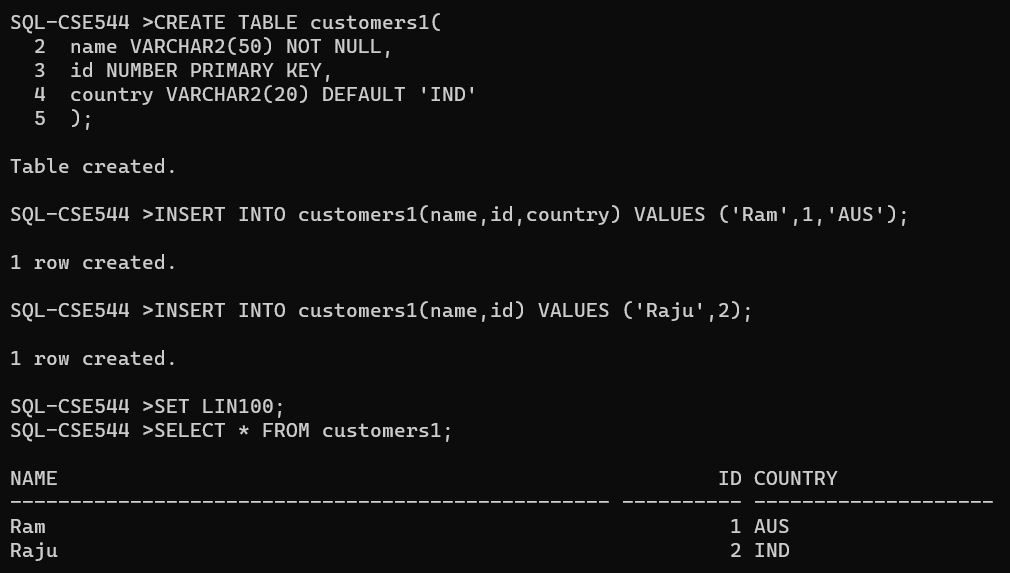 SQL-CSE544 >CREATE TABLE customers1(
  2  name VARCHAR2(50) NOT NULL,
  3  id NUMBER PRIMARY KEY,
  4  country VARCHAR2(20) DEFAULT 'IND'
  5  );
Table created.
SQL-CSE544 >INSERT INTO customers1(name,id,country) VALUES ('Ram',1,'AUS');
1 row created.
SQL-CSE544 >INSERT INTO customers1(name,id) VALUES ('Raju',2);
1 row created.
SQL-CSE544 >SET LIN100;
SQL-CSE544 >SELECT * FROM customers1;
NAME                                                       ID COUNTRY
-------------------------------------------------- ---------- --------------------
Ram                                                         1 AUS
Raju                                                        2 IND